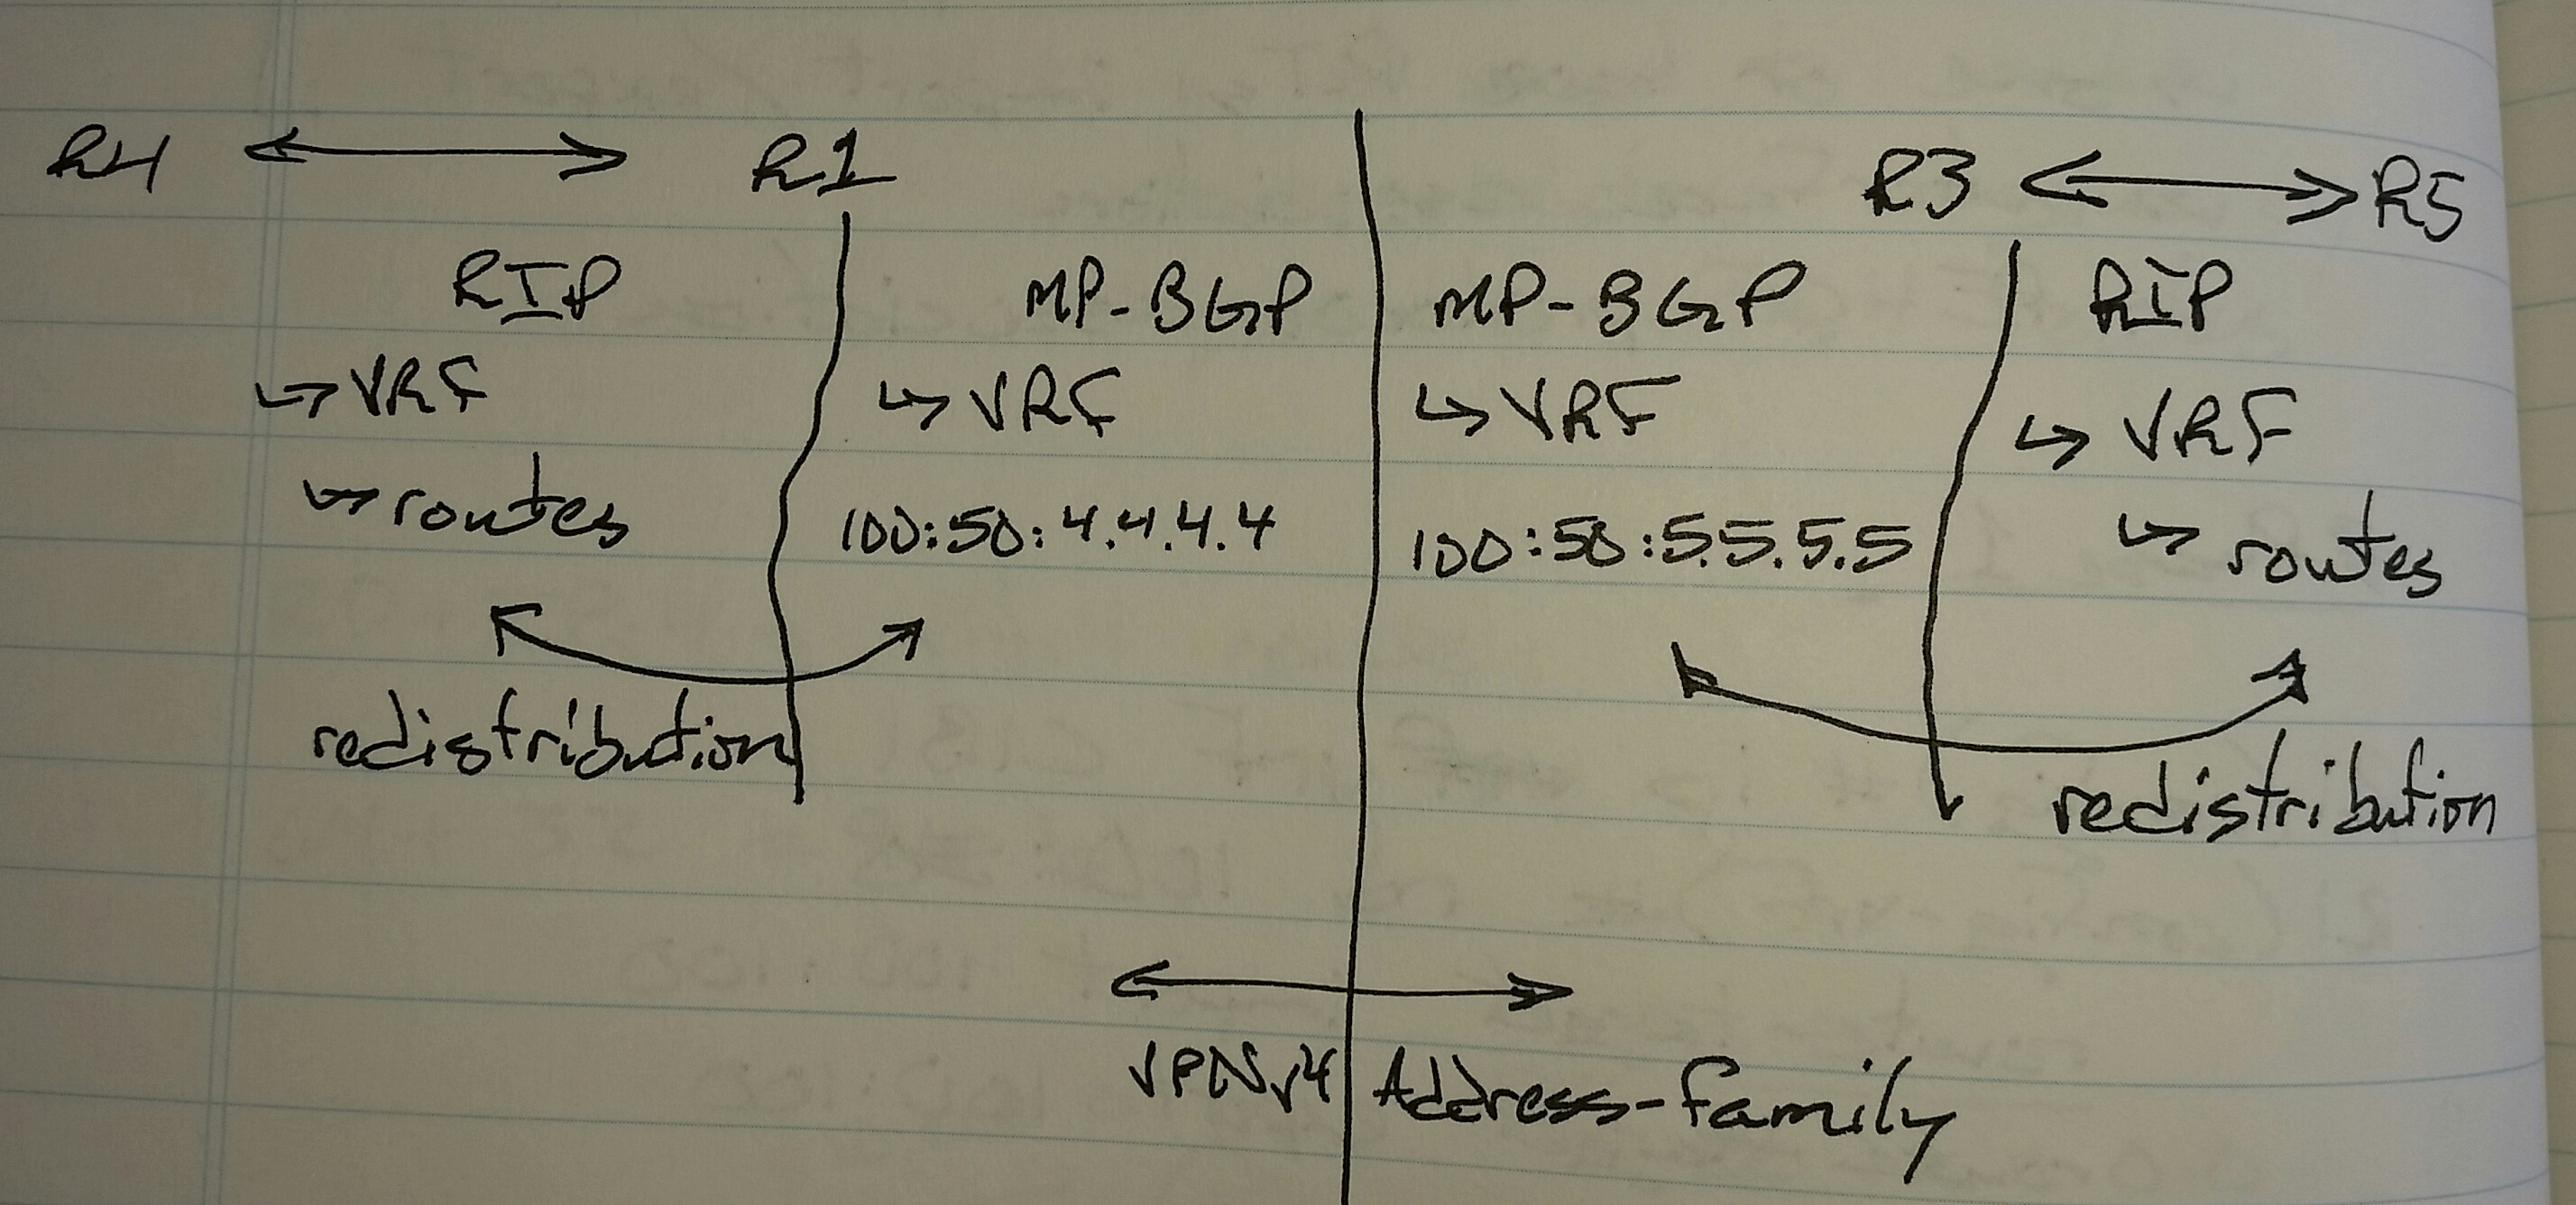 R4 R1 R3 R5
RIP MP-BGP MP-BGP RIP
VRF VRF VRF VRF
routes 100:50:4.4.4.4 100:50:5.5.5.5 routes
redistribution redistribution
VPNv4 Address-family